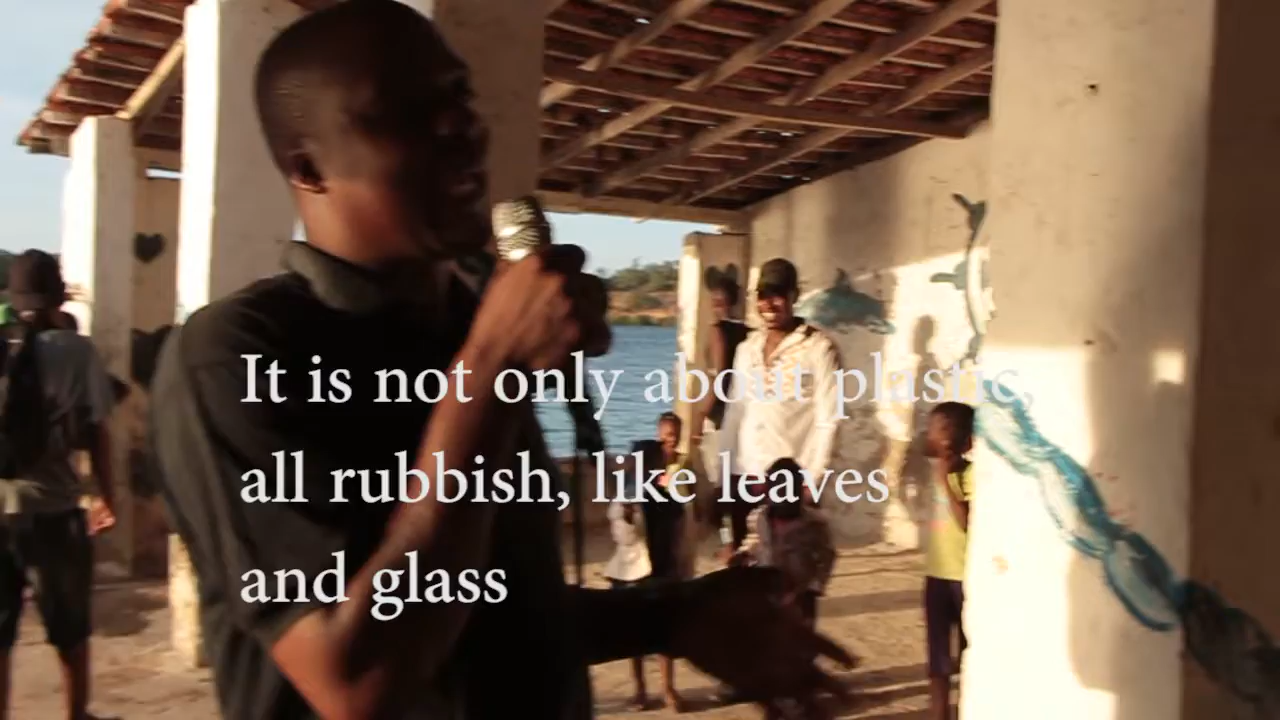 It is not only about plastic,
all rubbish, like leaves
and glass